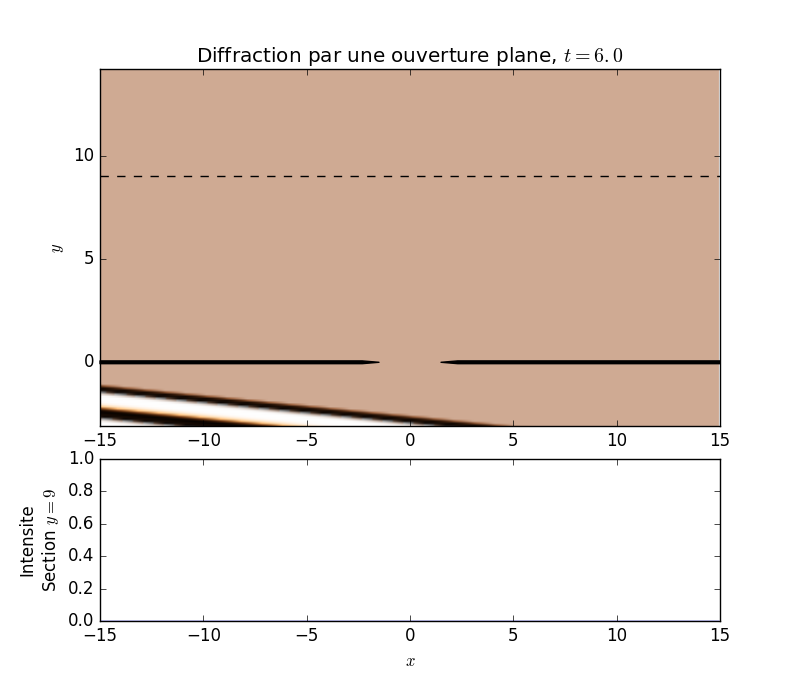 Diffraction par une ouverture plane, t = 6.0
10
5
0
y
−15 −10 −5 0 5 10 15
1.0
0.8
0.6
0.4
0.2
0.0
Intensite
Section y = 9
−15 −10 −5 0 5 10 15
x